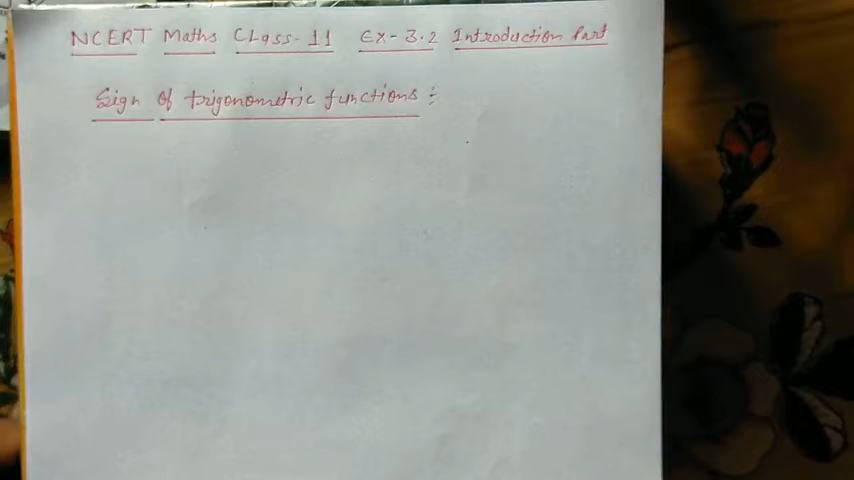 NCERT Maths Class-11 Ex-3.2 Introduction Part
Sign of trigonometric functions :